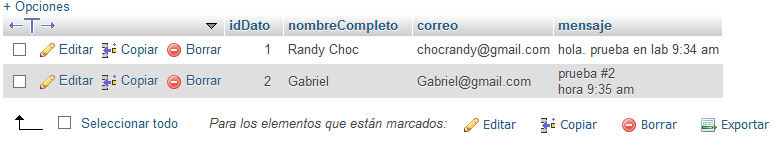 + Opciones
idDato nombreCompleto correo mensaje
Editar Copiar Borrar 1 Randy Choc chocrandy@gmail.com hola. prueba en lab 9:34 am
Editar Copiar Borrar 2 Gabriel Gabriel@gmail.com prueba #2
hora 9:35 am
Seleccionar todo Para los elementos que están marcados: Editar Copiar Borrar Exportar